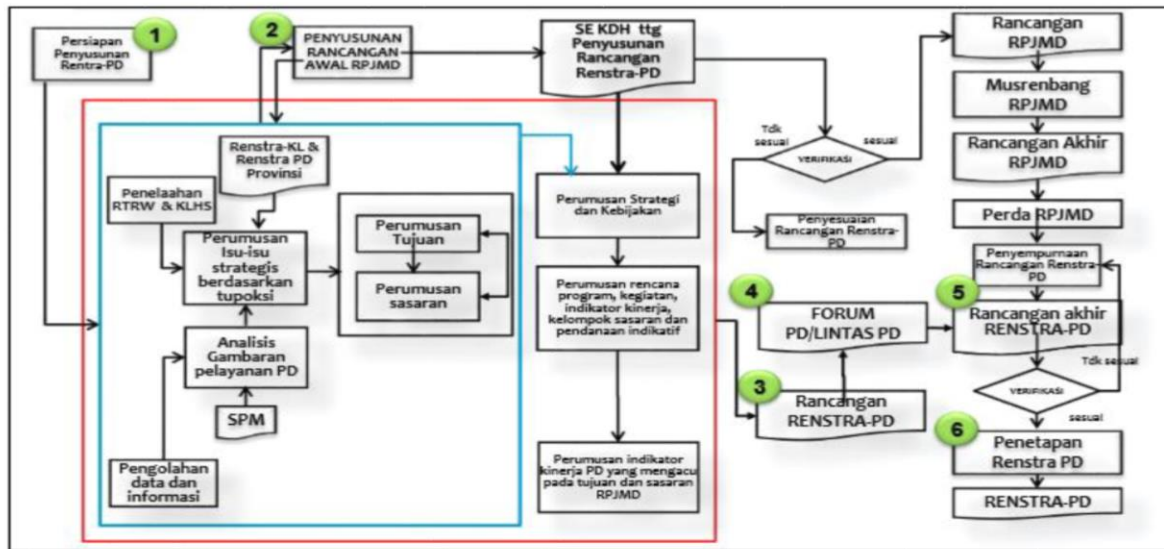 1
Persiapan
Penyusunan
Rentra-PD
2
PENYUSUNAN
RANCANGAN
AWAL RPJMD
SE KDH ttg
Penyusunan
Rancangan
Renstra-PD
Rancangan
RPJMD
Musrenbang
RPJMD
Rancangan Akhir
RPJMD
Perda RPJMD
Penyempurnaan
Rancangan Renstra-
PD
Tdk
sesuai
VERIFIKASI
sesuai
Penyesuaian
Rancangan Renstra-
PD
Renstra-KL &
Renstra PD
Provinsi
Penelaahan
RTRW & KLHS
Perumusan
Isu-isu
strategis
berdasarkan
tupoksi
Perumusan
Tujuan
Perumusan
sasaran
Analisis
Gambaran
pelayanan PD
SPM
Pengolahan
data dan
informasi
Perumusan Strategi
dan Kebijakan
Perumusan rencana
program, kegiatan,
indikator kinerja,
kelompok sasaran dan
pendanaan indikatif
Perumusan indikator
kinerja PD yang mengacu
pada tujuan dan sasaran
RPJMD
3
Rancangan
RENSTRA-PD
4
FORUM
PD/LINTAS PD
5
Rancangan akhir
RENSTRA-PD
Tdk sesuai
VERIFIKASI
sesuai
6
Penetapan
Renstra PD
RENSTRA-PD